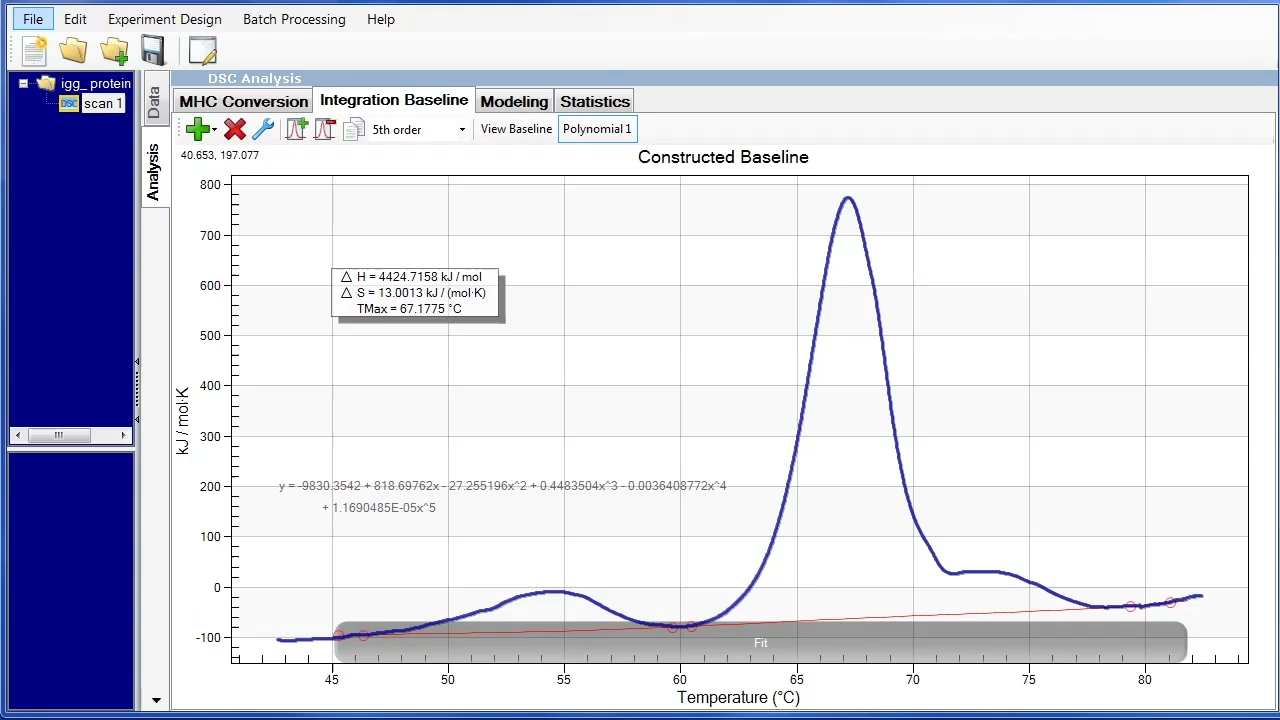 File Edit Experiment Design Batch Processing Help
igg_ protein
DSC scan 1
Data
Analysis
DSC Analysis
MHC Conversion Integration Baseline Modeling Statistics
5th order View Baseline Polynomial 1
40.653, 197.077
Constructed Baseline
800
700
600
500
400
300
200
100
0
-100
kJ / mol·K
△ H = 4424.7158 kJ / mol
△ S = 13.0013 kJ / (mol·K)
TMax = 67.1775 °C
y = -9830.3542 + 818.69762x - 27.255196x^2 + 0.4483504x^3 - 0.0036408772x^4
+ 1.1690485E-05x^5
Fit
45 50 55 60 65 70 75 80
Temperature (°C)